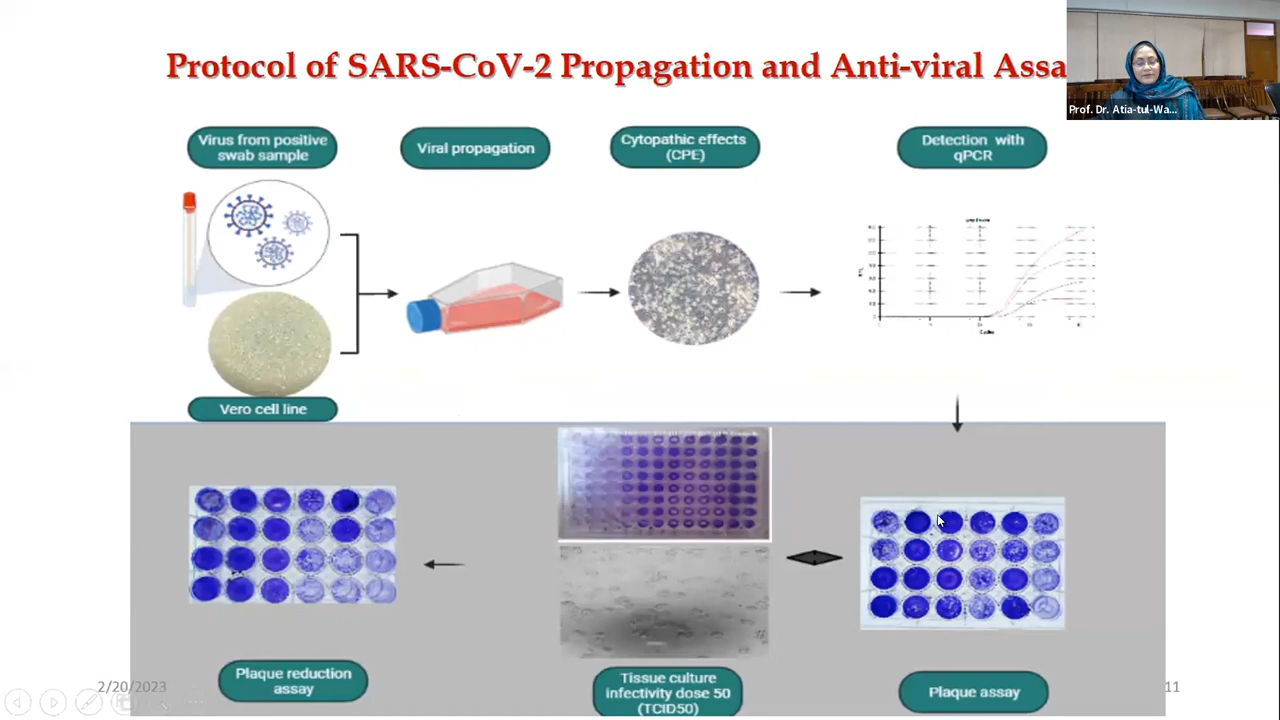 Protocol of SARS-CoV-2 Propagation and Anti-viral Assa
Prof. Dr. Atia-tul-Wa...
Virus from positive
swab sample
Viral propagation
Cytopathic effects
(CPE)
Detection with
qPCR
Cycles
Vero cell line
Plaque reduction
assay
Tissue culture
infectivity dose 50
(TCID50)
Plaque assay
2/20/2023
11